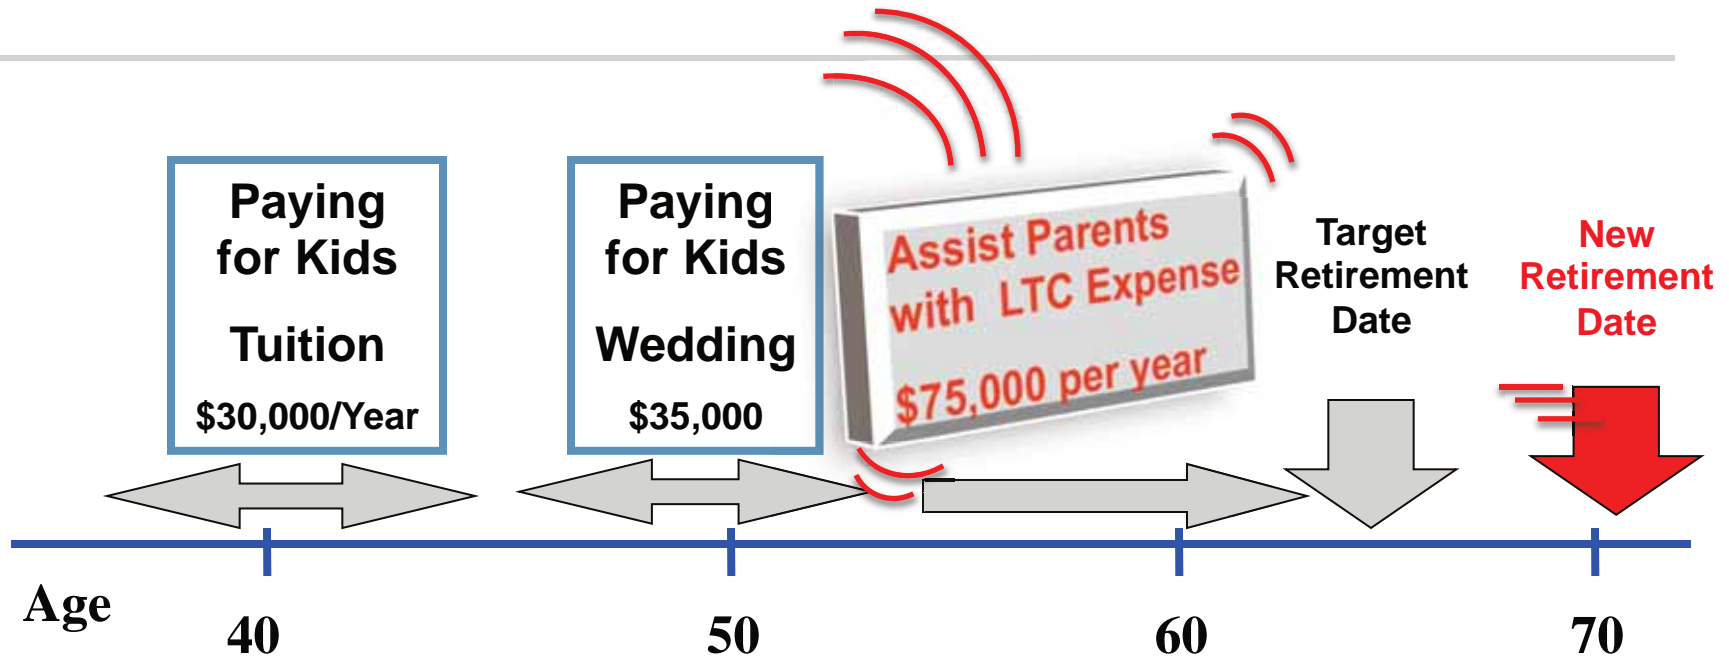 Paying
for Kids
Tuition
$30,000/Year
Paying
for Kids
Wedding
$35,000
Assist Parents
with LTC Expense
$75,000 per year
Target
Retirement
Date
New
Retirement
Date
Age
40
50
60
70